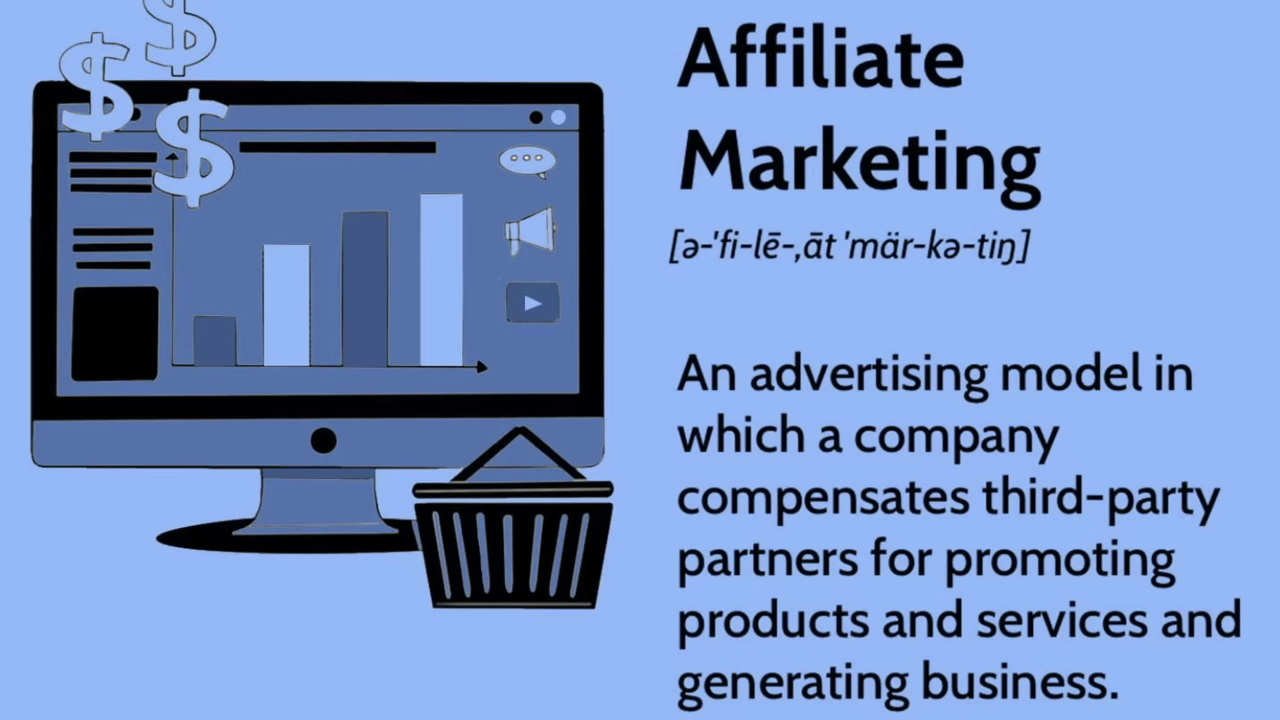 Affiliate
Marketing
[ə-ˈfi-lē-ˌāt ˈmär-kə-tiŋ]
An advertising model in
which a company
compensates third-party
partners for promoting
products and services and
generating business.
$
$
$